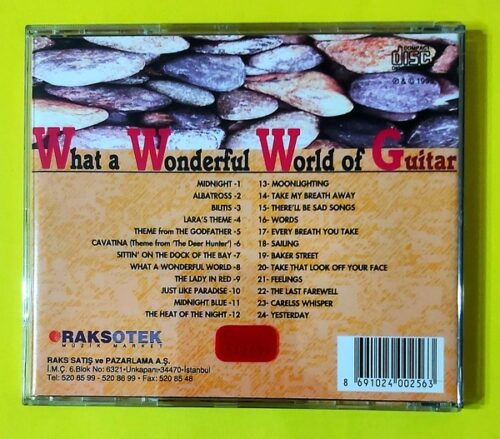 COMPACT
disc
What a Wonderful World of Guitar
MIDNIGHT -1
ALBATROSS -2
BILITIS -3
LARA'S THEME -4
THEME from THE GODFATHER -5
CAVATINA (Theme from 'The Deer Hunter') -6
SITTIN' ON THE DOCK OF THE BAY -7
WHAT A WONDERFUL WORLD -8
THE LADY IN RED -9
JUST LIKE PARADISE -10
MIDNIGHT BLUE -11
THE HEAT OF THE NIGHT -12
13- MOONLIGHTING
14- TAKE MY BREATH AWAY
15- THERE'LL BE SAD SONGS
16- WORDS
17- EVERY BREATH YOU TAKE
18- SAILING
19- BAKER STREET
20- TAKE THAT LOOK OFF YOUR FACE
21- FEELINGS
22- THE LAST FAREWELL
23- CARELSS WHISPER
24- YESTERDAY
RAKSOTEK
MÜZİK MARKET
RAKS SATIŞ ve PAZARLAMA A.Ş.
İ.M.Ç. 6.Blok No: 6321-Unkapanı-34470-İstanbul
Tel: 520 85 99 - 520 86 99 • Fax: 520 85 48
8 691024 002563